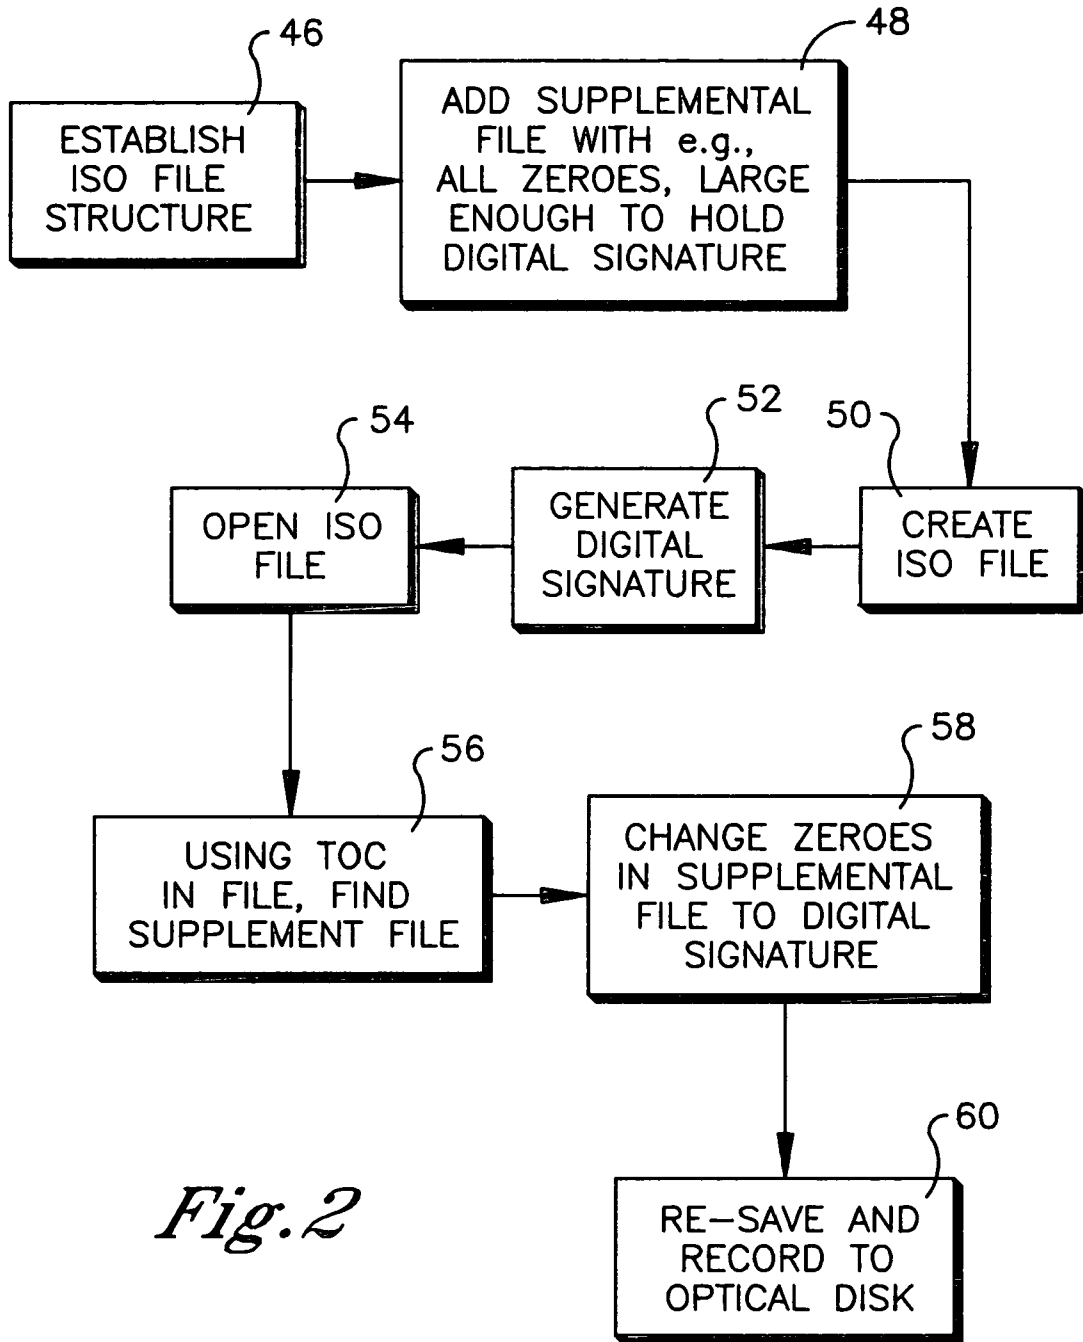 46
ESTABLISH
ISO FILE
STRUCTURE
48
ADD SUPPLEMENTAL
FILE WITH e.g.,
ALL ZEROES, LARGE
ENOUGH TO HOLD
DIGITAL SIGNATURE
50
CREATE
ISO FILE
52
GENERATE
DIGITAL
SIGNATURE
54
OPEN ISO
FILE
56
USING TOC
IN FILE, FIND
SUPPLEMENT FILE
58
CHANGE ZEROES
IN SUPPLEMENTAL
FILE TO DIGITAL
SIGNATURE
60
RE-SAVE AND
RECORD TO
OPTICAL DISK
Fig.2